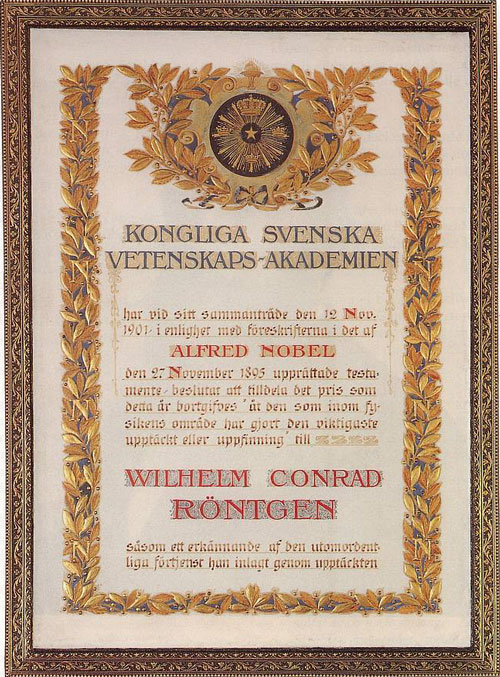 KONGLIGA SVENSKA
VETENSKAPS-AKADEMIEN
har vid sitt sammanträde den 12 Nov.
1901 i enlighet med föreskrifterna i det af
ALFRED NOBEL
den 27 November 1895 upprättade testa-
mente beslutat att tilldela det pris som
detta år bortgifves "åt den som inom fy-
sikens område har gjort den viktigaste
upptäckt eller uppfinning" till
WILHELM CONRAD
RÖNTGEN
såsom ett erkännande af den utomordent-
liga förtjenst han inlagt genom upptäckten